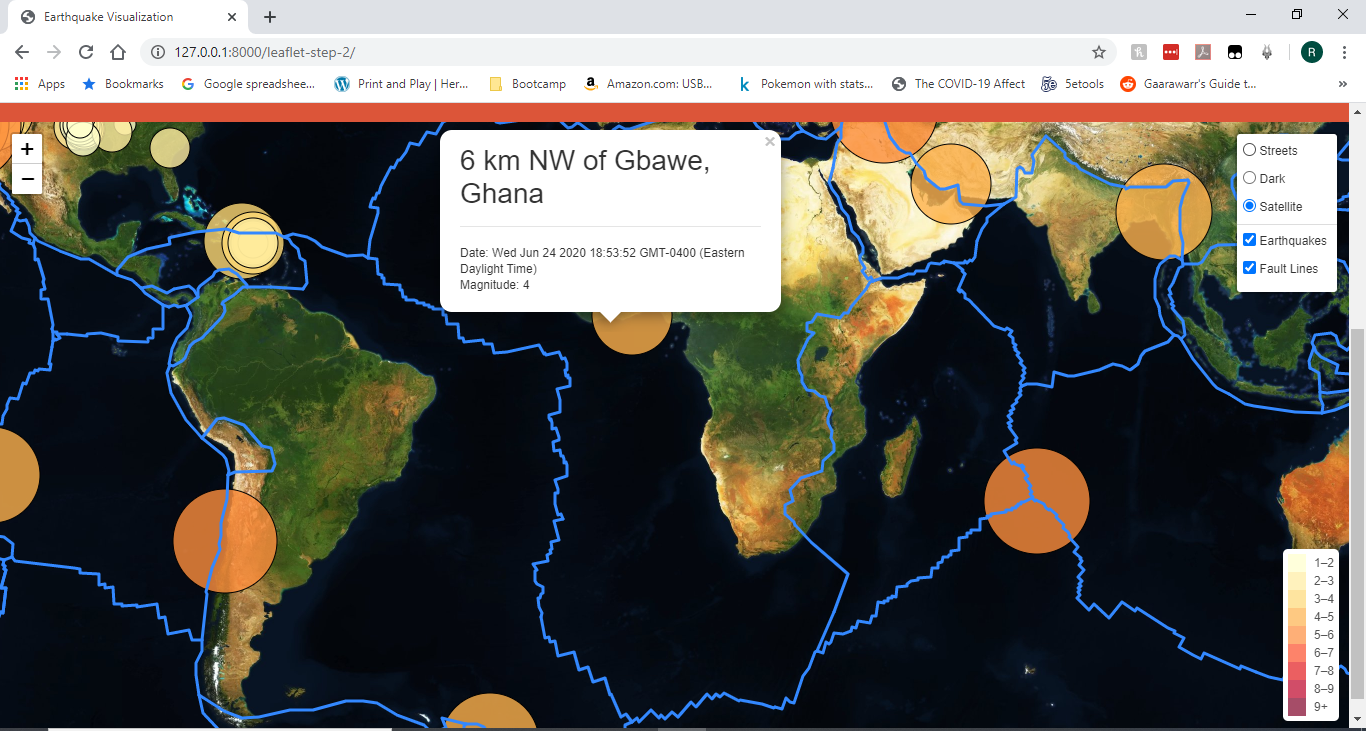 Earthquake Visualization
127.0.0.1:8000/leaflet-step-2/
R
Apps
Bookmarks
Google spreadshee...
Print and Play | Her...
Bootcamp
Amazon.com: USB...
Pokemon with stats...
The COVID-19 Affect
5etools
Gaarawarr's Guide t...
+
−
6 km NW of Gbawe,
Ghana
Date: Wed Jun 24 2020 18:53:52 GMT-0400 (Eastern
Daylight Time)
Magnitude: 4
Streets
Dark
Satellite
Earthquakes
Fault Lines
1–2
2–3
3–4
4–5
5–6
6–7
7–8
8–9
9+